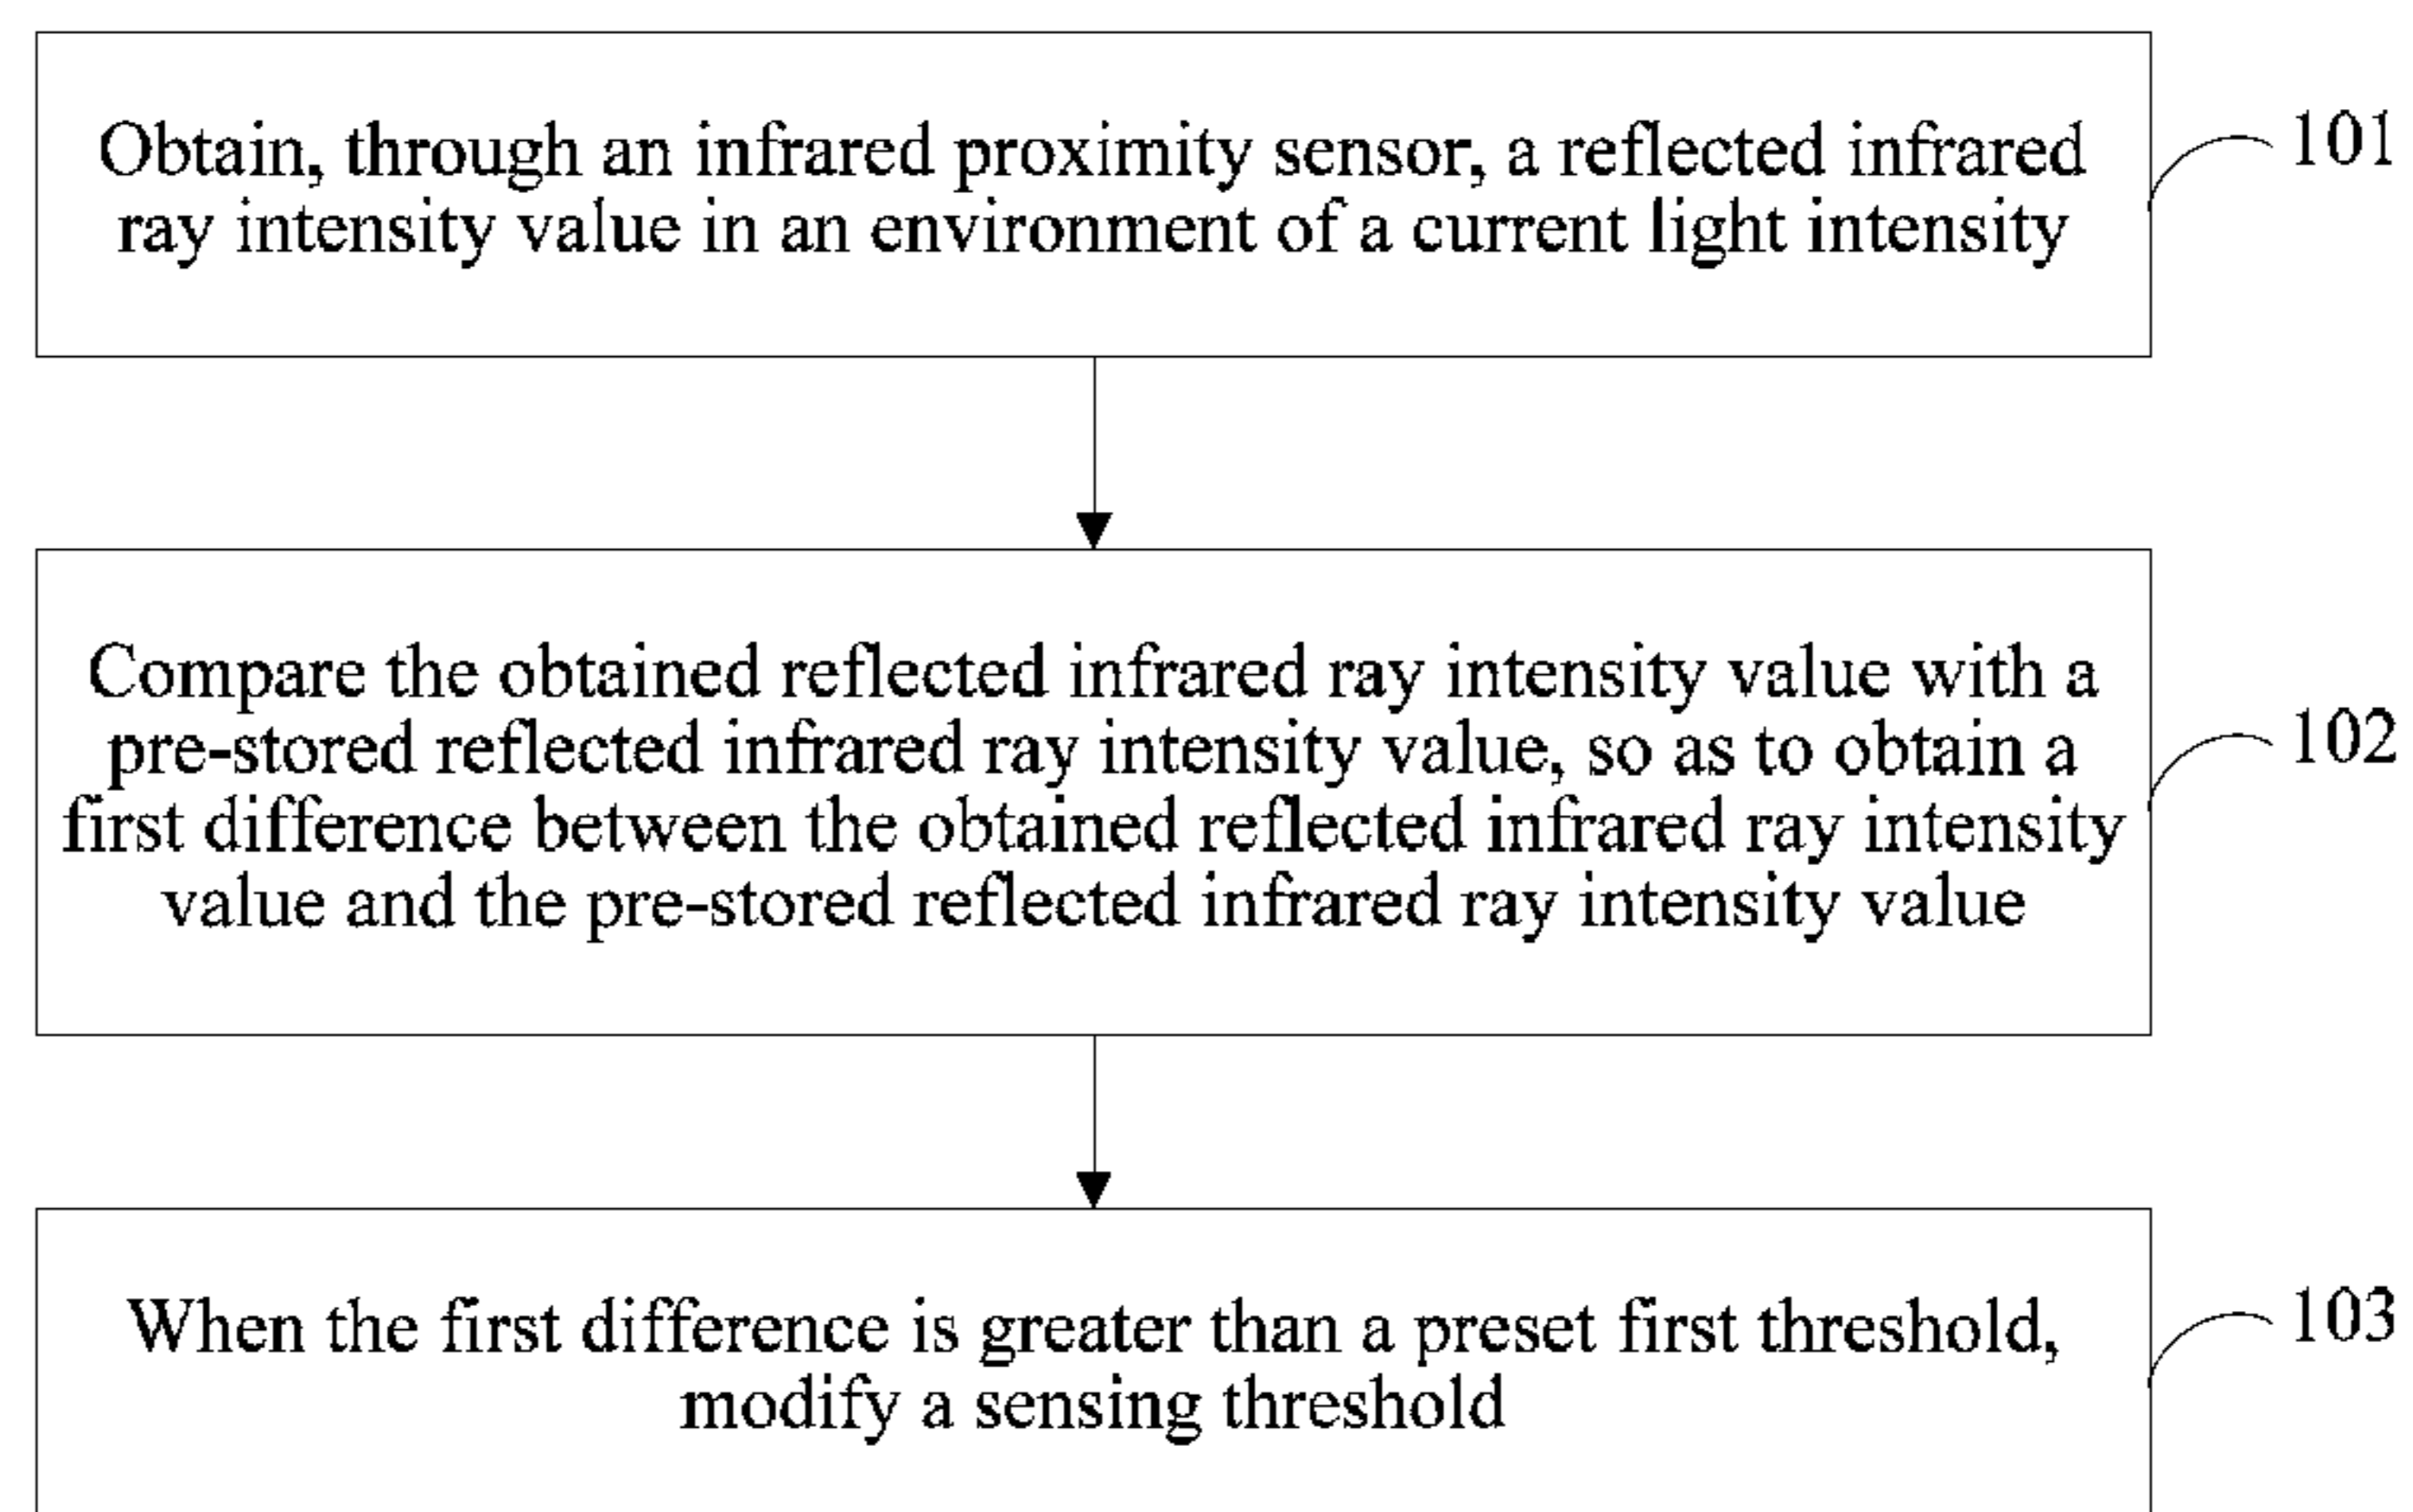 Obtain, through an infrared proximity sensor, a reflected infrared
ray intensity value in an environment of a current light intensity
101
Compare the obtained reflected infrared ray intensity value with a
pre-stored reflected infrared ray intensity value, so as to obtain a
first difference between the obtained reflected infrared ray intensity
value and the pre-stored reflected infrared ray intensity value
102
When the first difference is greater than a preset first threshold,
modify a sensing threshold
103